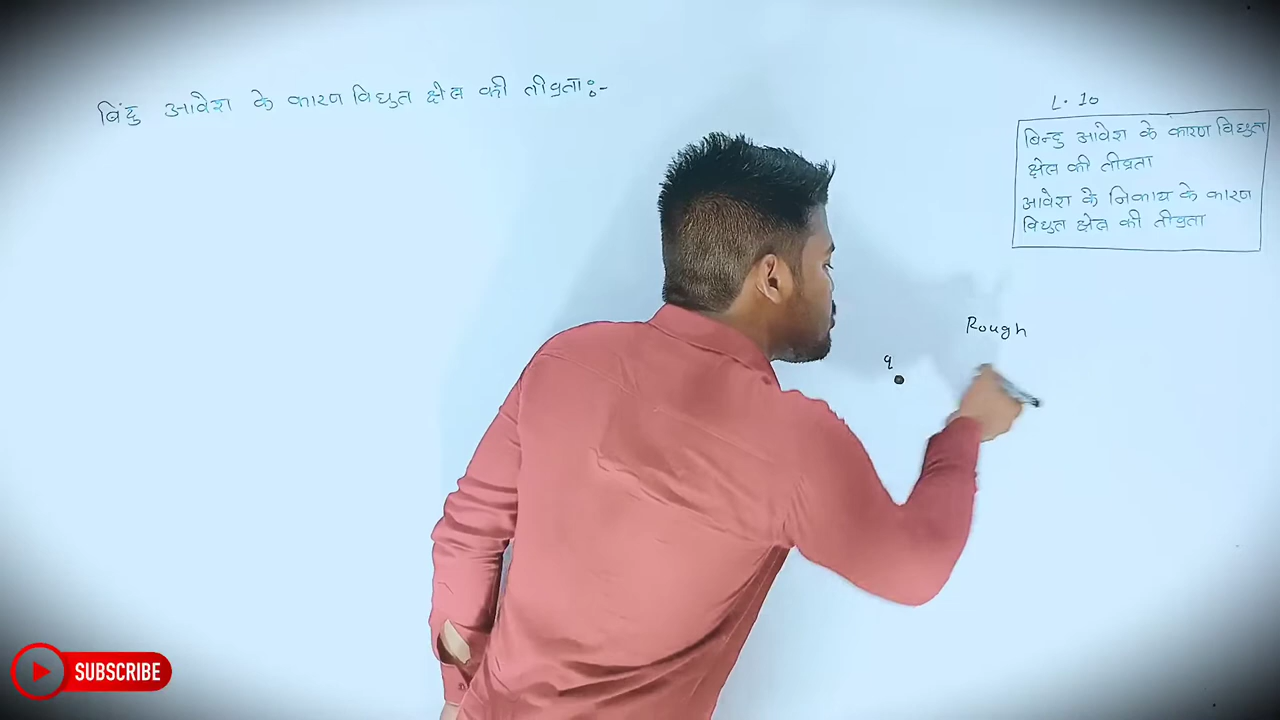 बिंदु आवेश के कारण विद्युत क्षेत्र की तीव्रता :-
L. 10
बिन्दु आवेश के कारण विद्युत
क्षेत्र की तीव्रता
आवेश के निकाय के कारण
विद्युत क्षेत्र की तीव्रता
Rough
q
SUBSCRIBE